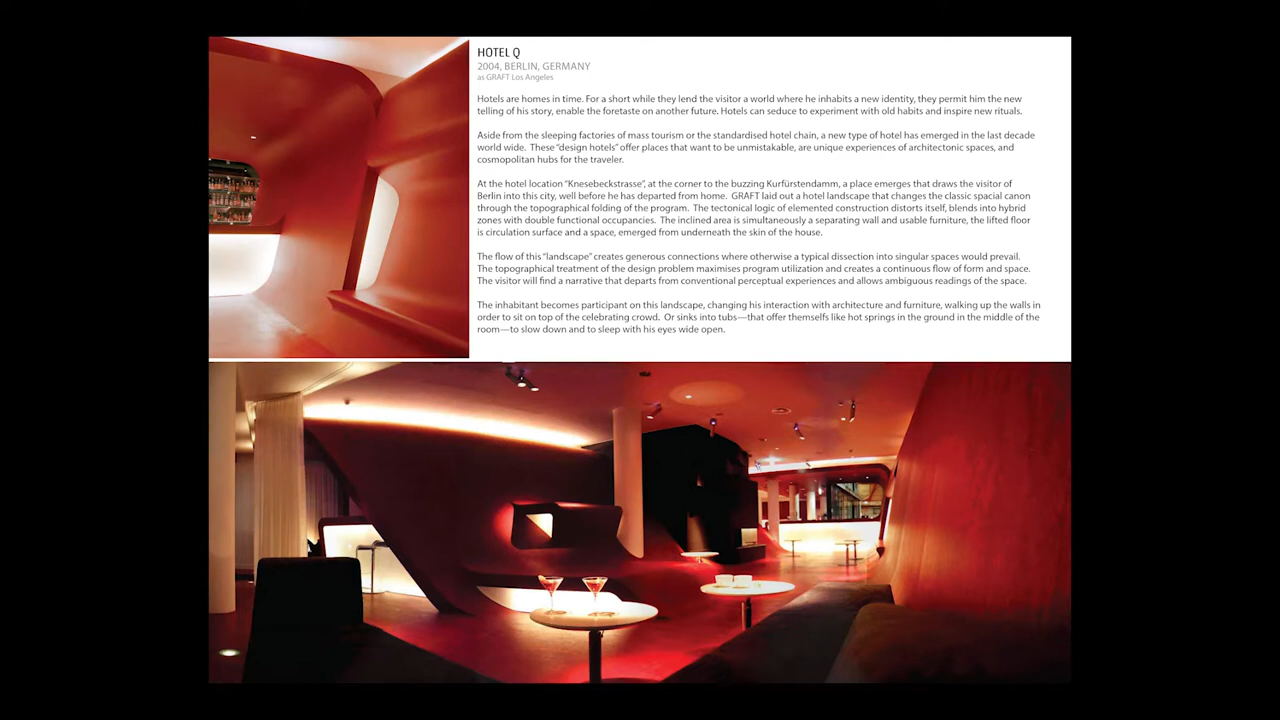 HOTEL Q
2004, BERLIN, GERMANY
as GRAFT Los Angeles
Hotels are homes in time. For a short while they lend the visitor a world where he inhabits a new identity, they permit him the new
telling of his story, enable the foretaste on another future. Hotels can seduce to experiment with old habits and inspire new rituals.
Aside from the sleeping factories of mass tourism or the standardised hotel chain, a new type of hotel has emerged in the last decade
world wide. These "design hotels" offer places that want to be unmistakable, are unique experiences of architectonic spaces, and
cosmopolitan hubs for the traveler.
At the hotel location "Knesebeckstrasse", at the corner to the buzzing Kurfürstendamm, a place emerges that draws the visitor of
Berlin into this city, well before he has departed from home. GRAFT laid out a hotel landscape that changes the classic spacial canon
through the topographical folding of the program. The tectonical logic of elemented construction distorts itself, blends into hybrid
zones with double functional occupancies. The inclined area is simultaneously a separating wall and usable furniture, the lifted floor
is circulation surface and a space, emerged from underneath the skin of the house.
The flow of this "landscape" creates generous connections where otherwise a typical dissection into singular spaces would prevail.
The topographical treatment of the design problem maximises program utilization and creates a continuous flow of form and space.
The visitor will find a narrative that departs from conventional perceptual experiences and allows ambiguous readings of the space.
The inhabitant becomes participant on this landscape, changing his interaction with architecture and furniture, walking up the walls in
order to sit on top of the celebrating crowd. Or sinks into tubs—that offer themselfs like hot springs in the ground in the middle of the
room—to slow down and to sleep with his eyes wide open.